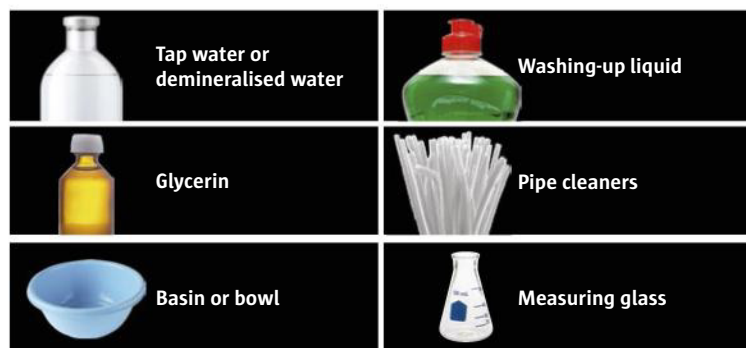 Tap water or
demineralised water
Washing-up liquid
Glycerin
Pipe cleaners
Basin or bowl
Measuring glass